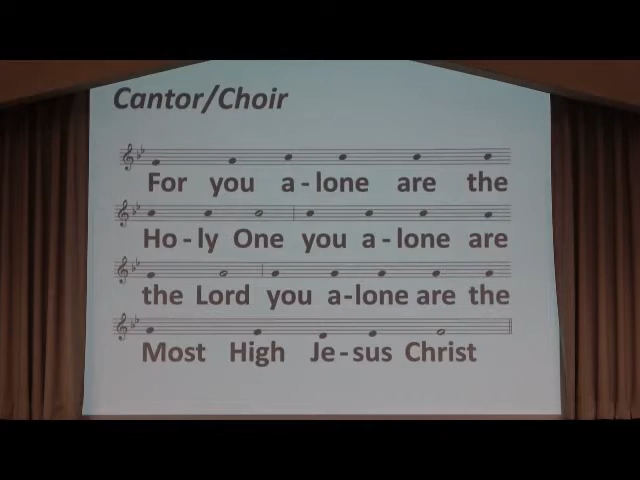 Cantor/Choir
For you a-lone are the
Ho-ly One you a-lone are
the Lord you a-lone are the
Most High Je-sus Christ